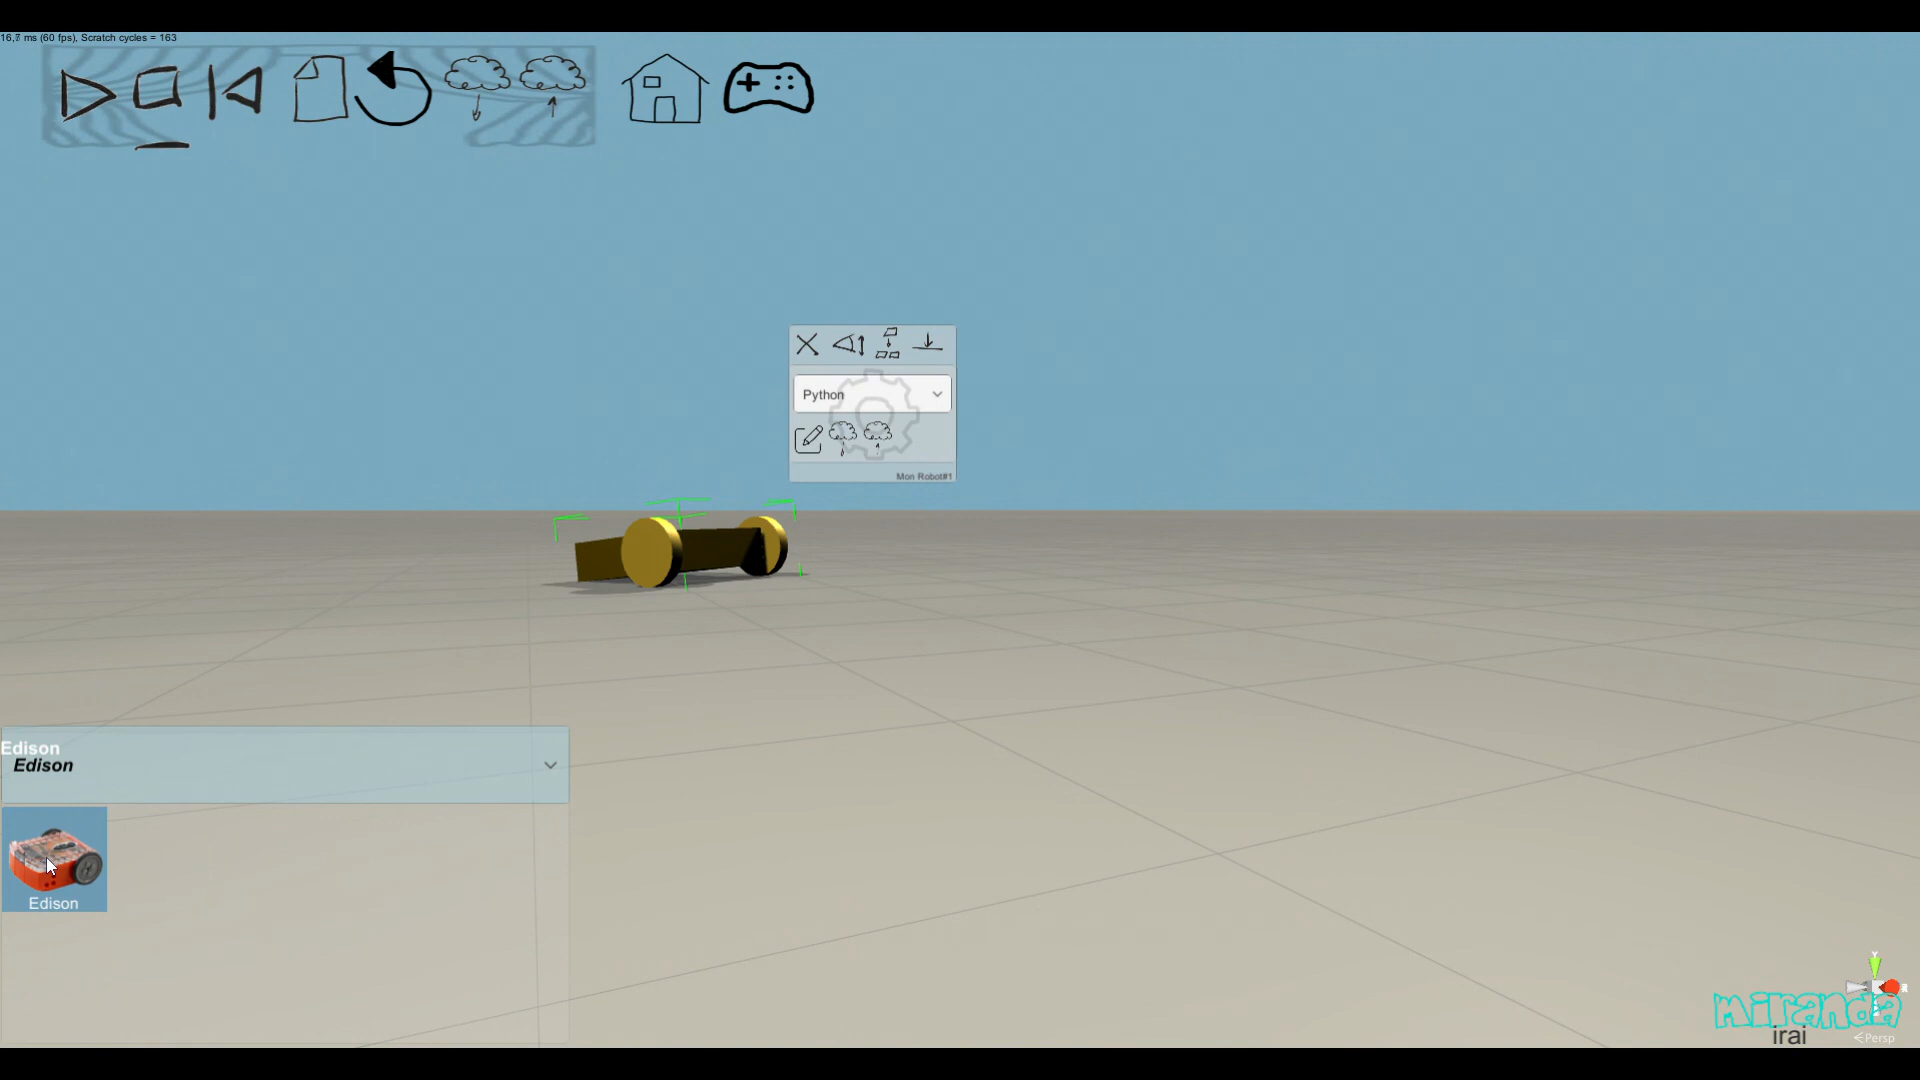 16,7 ms (60 fps), Scratch cycles = 163
Python
Mon Robot#1
Edison
Edison
Edison
miranda
irai
Persp